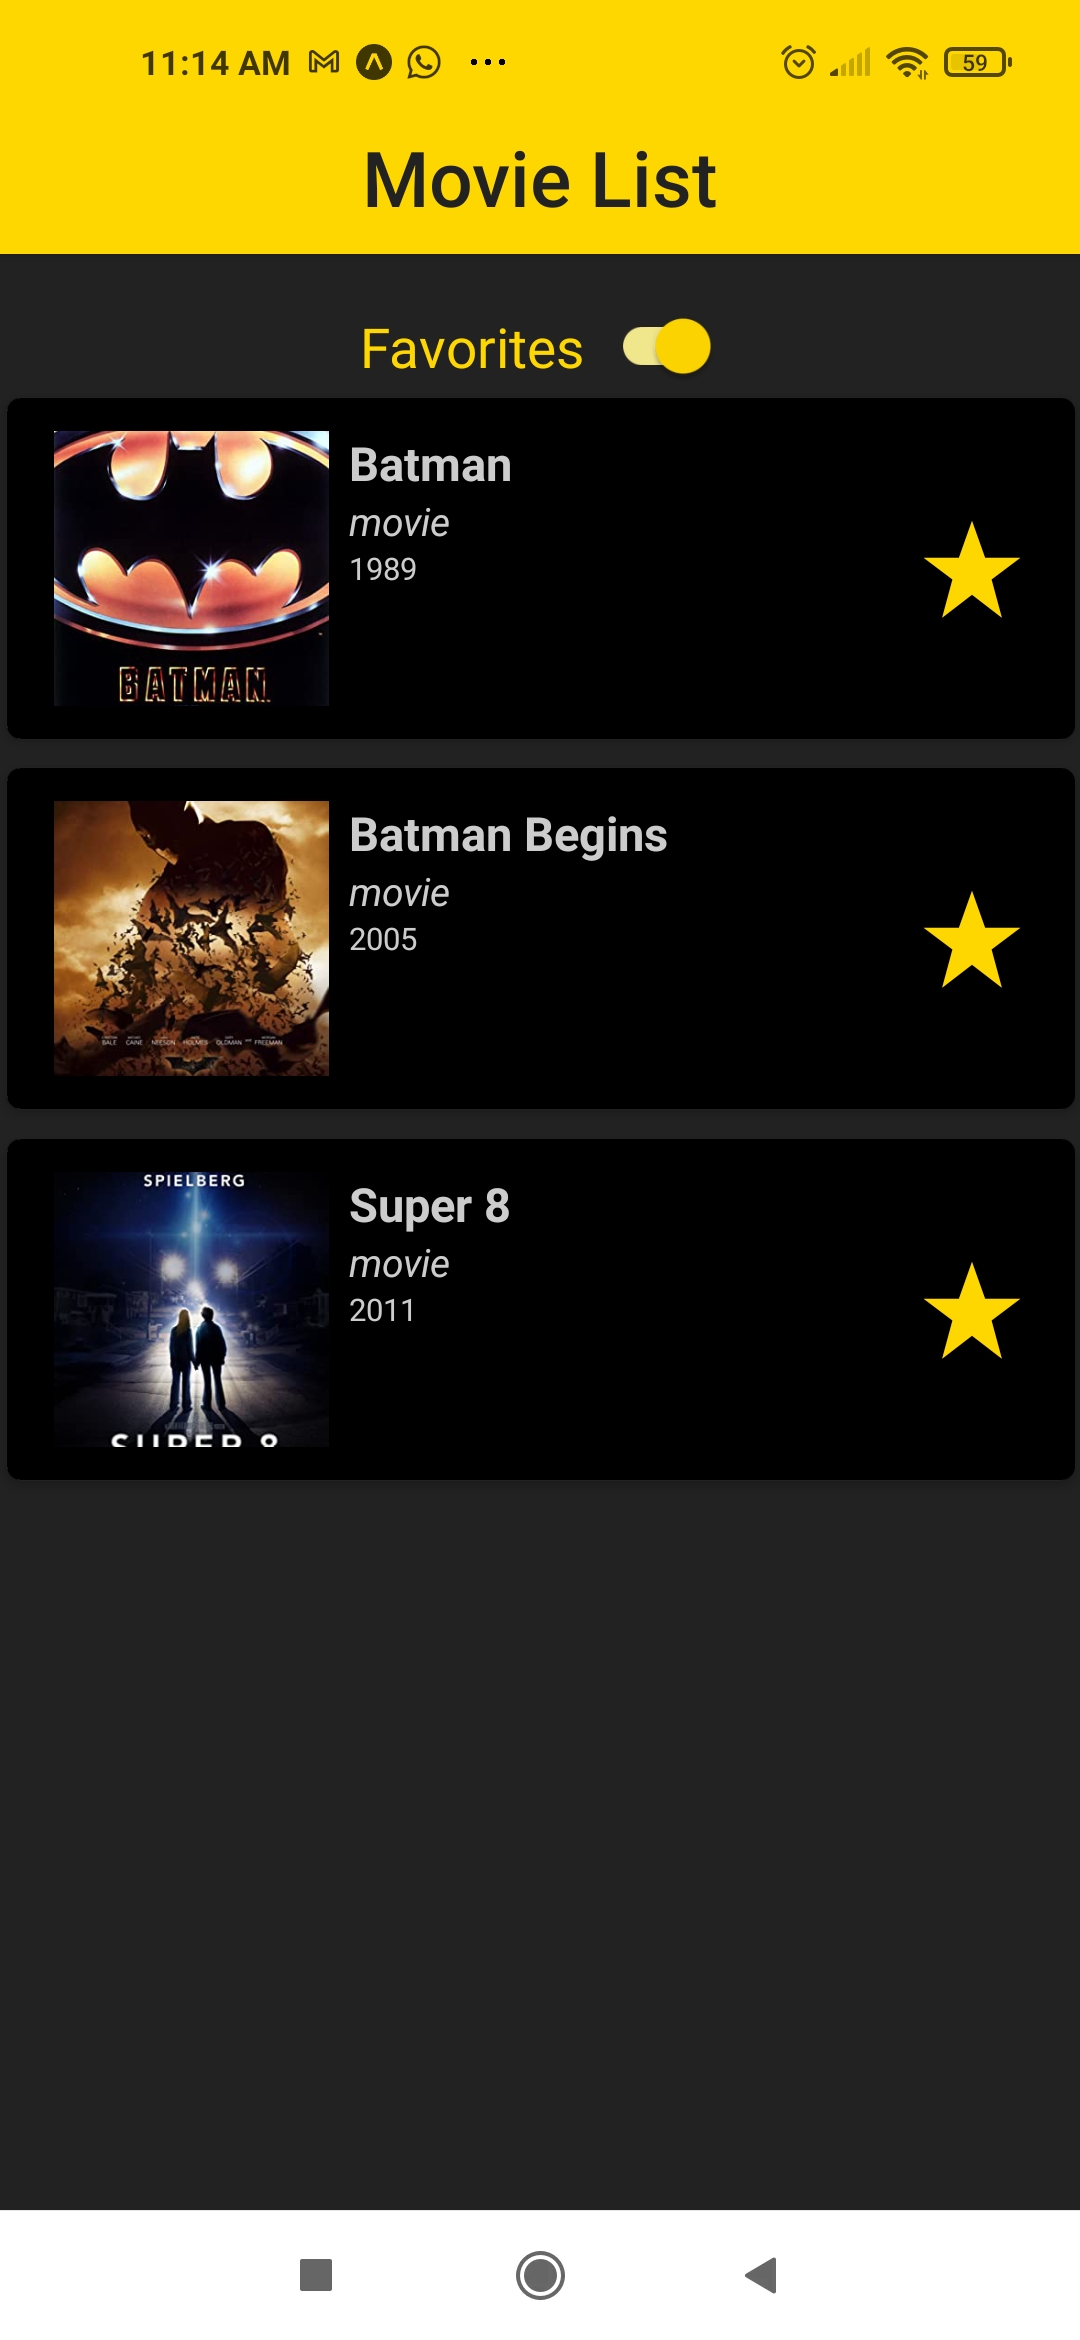 11:14 AM
59
Movie List
Favorites
Batman
movie
1989
BATMAN
Batman Begins
movie
2005
BALE CAINE NEESON HOLMES OLDMAN AND FREEMAN
SPIELBERG
Super 8
movie
2011
SUPER 8